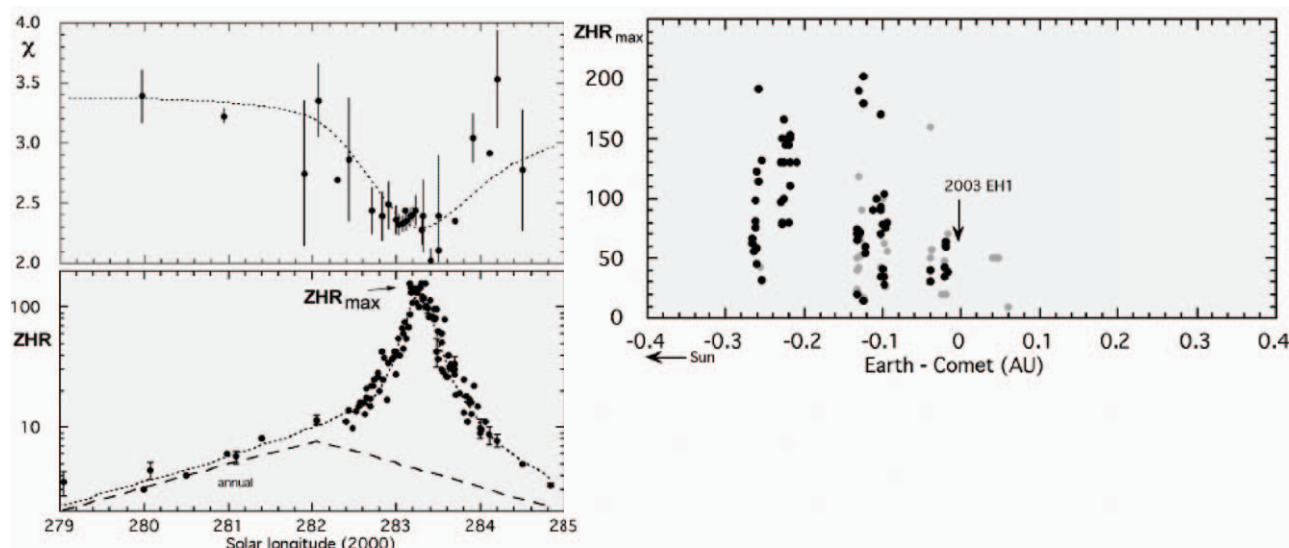 4.0
χ
3.5
3.0
2.5
2.0
100
ZHR
ZHRmax
10
annual
279 280 281 282 283 284 285
Solar longitude (2000)
ZHRmax
200
150
2003 EH1
100
50
0
-0.4 -0.3 -0.2 -0.1 0 0.1 0.2 0.3 0.4
Sun
Earth - Comet (AU)